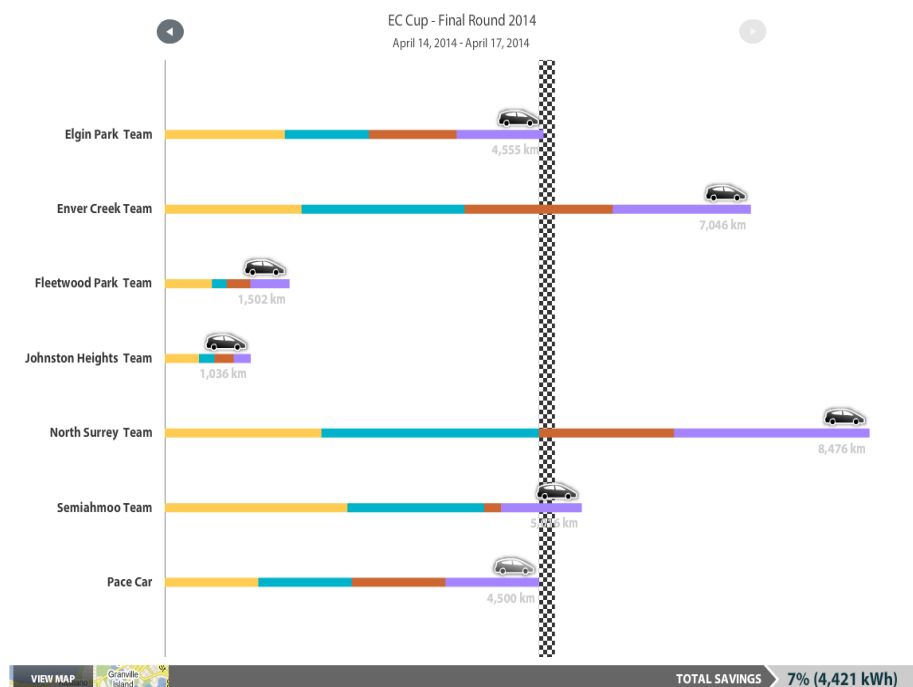 EC Cup - Final Round 2014
April 14, 2014 - April 17, 2014
Elgin Park Team
4,555 km
Enver Creek Team
7,046 km
Fleetwood Park Team
1,502 km
Johnston Heights Team
1,036 km
North Surrey Team
8,476 km
Semiahmoo Team
km
Pace Car
4,500 km
VIEW MAP
Granville
Island
TOTAL SAVINGS
7% (4,421 kWh)